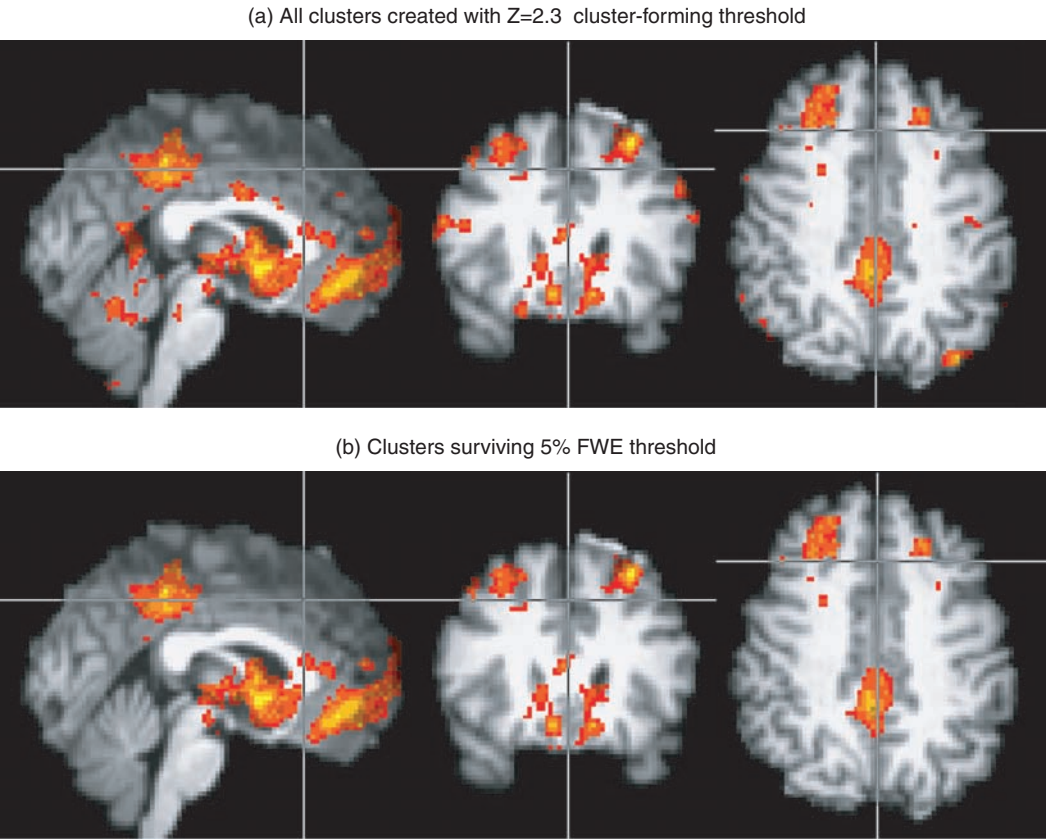 (a) All clusters created with Z=2.3 cluster-forming threshold
(b) Clusters surviving 5% FWE threshold